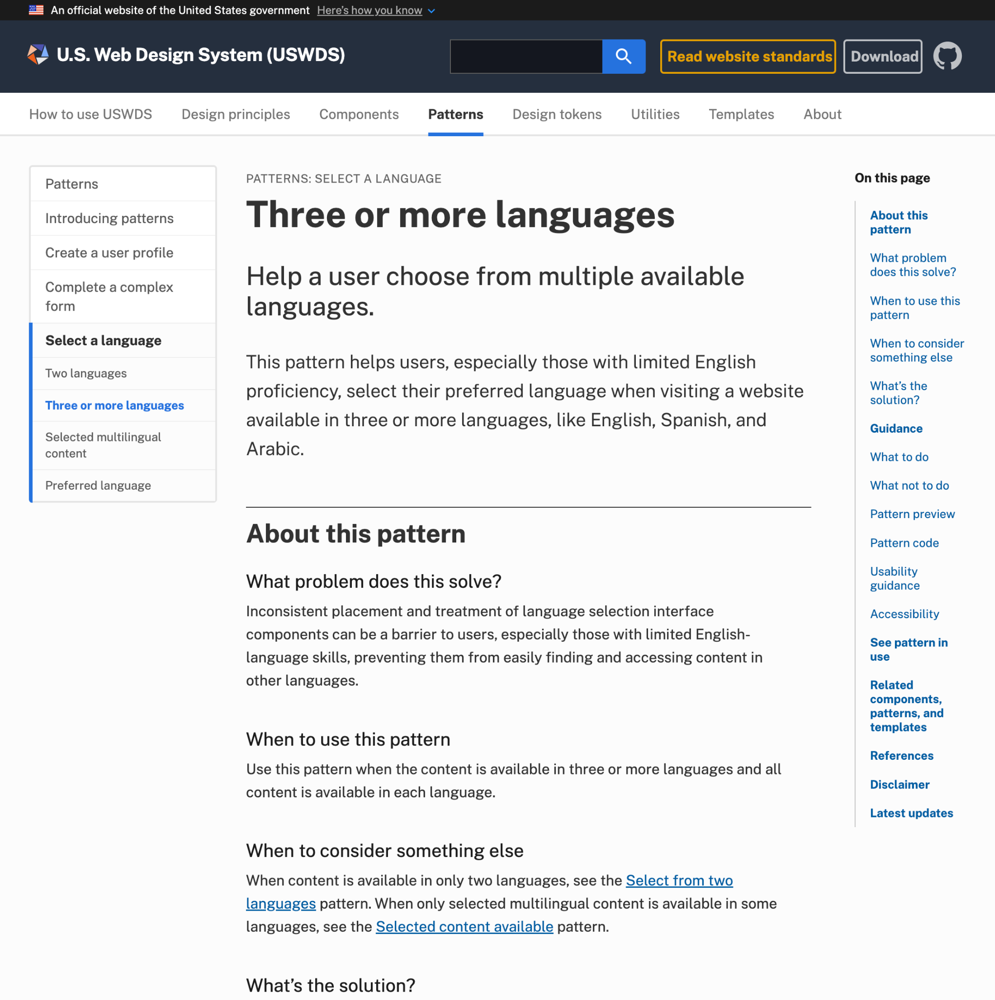 An official website of the United States government Here's how you know
U.S. Web Design System (USWDS)
Read website standards
Download
How to use USWDS
Design principles
Components
Patterns
Design tokens
Utilities
Templates
About
Patterns
Introducing patterns
Create a user profile
Complete a complex
form
Select a language
Two languages
Three or more languages
Selected multilingual
content
Preferred language
PATTERNS: SELECT A LANGUAGE
Three or more languages
Help a user choose from multiple available
languages.
This pattern helps users, especially those with limited English
proficiency, select their preferred language when visiting a website
available in three or more languages, like English, Spanish, and
Arabic.
About this pattern
What problem does this solve?
Inconsistent placement and treatment of language selection interface
components can be a barrier to users, especially those with limited English-
language skills, preventing them from easily finding and accessing content in
other languages.
When to use this pattern
Use this pattern when the content is available in three or more languages and all
content is available in each language.
When to consider something else
When content is available in only two languages, see the Select from two
languages pattern. When only selected multilingual content is available in some
languages, see the Selected content available pattern.
What’s the solution?
On this page
About this
pattern
What problem
does this solve?
When to use this
pattern
When to consider
something else
What’s the
solution?
Guidance
What to do
What not to do
Pattern preview
Pattern code
Usability
guidance
Accessibility
See pattern in
use
Related
components,
patterns, and
templates
References
Disclaimer
Latest updates